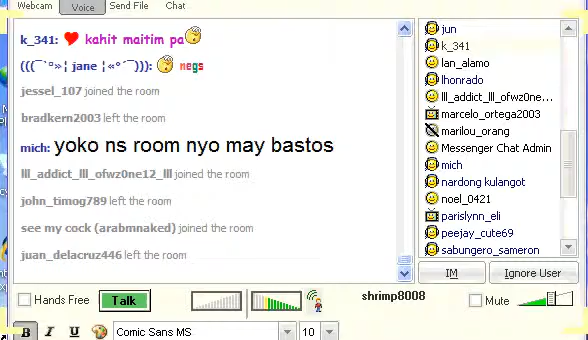 Webcam Voice Send File Chat
k_341: kahit maitim pa
(((¯`°»¦ jane ¦«°´¯))): negs
jessel_107 joined the room
bradkern2003 left the room
mich: yoko ns room nyo may bastos
lll_addict_lll_ofwz0ne12_lll joined the room
john_timog789 left the room
see my cock (arabmnaked) joined the room
juan_delacruz446 left the room
jun
k_341
lan_alamo
lhonrado
lll_addict_lll_ofwz0ne...
marcelo_ortega2003
marilou_orang
Messenger Chat Admin
mich
nardong kulangot
noel_0421
parislynn_eli
peejay_cute69
sabungero_sameron
IM Ignore User
Hands Free Talk shrimp8008 Mute
B I U Comic Sans MS 10